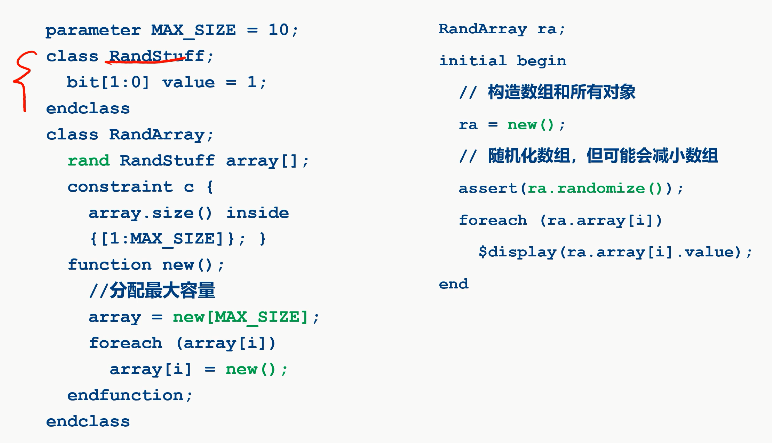 parameter MAX_SIZE = 10;
class RandStuff;
bit[1:0] value = 1;
endclass
class RandArray;
rand RandStuff array[];
constraint c {
array.size() inside
{[1:MAX_SIZE]}; }
function new();
//分配最大容量
array = new[MAX_SIZE];
foreach (array[i])
array[i] = new();
endfunction;
endclass
RandArray ra;
initial begin
// 构造数组和所有对象
ra = new();
// 随机化数组，但可能会减小数组
assert(ra.randomize());
foreach (ra.array[i])
$display(ra.array[i].value);
end